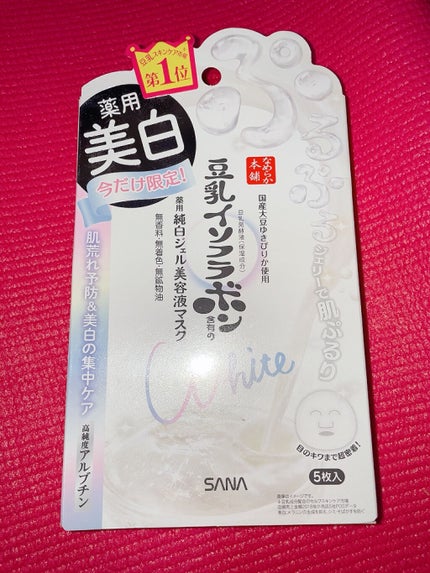 豆乳スキンケア市場
第1位
薬用
美白
今だけ限定!
肌荒れ予防&美白の集中ケア
高純度アルブチン
なめらか
本舗
国産大豆ゆきぴりか使用
豆乳発酵液(保湿成分)
豆乳イソフラボン
含有の
薬用 純白ジェル美容液マスク
無香料・無着色・無鉱物油
White
ぷるぷるジェリーで肌ぷるり
目のキワまで超密着!
5枚入
SANA